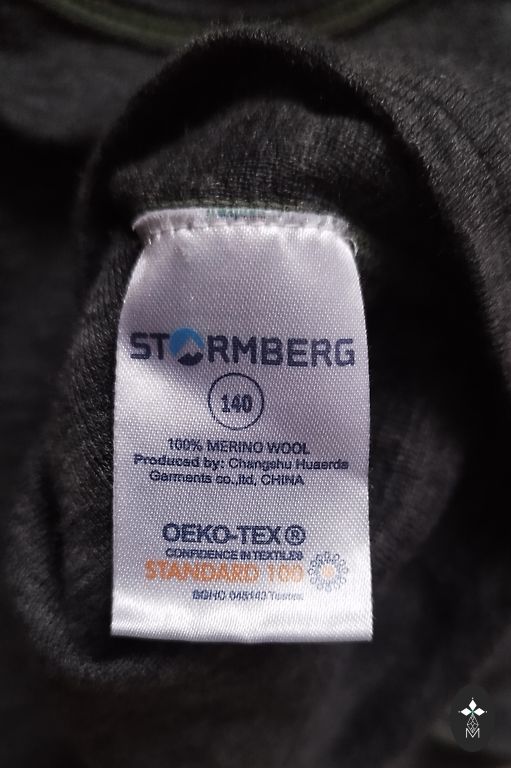 STORMBERG
140
100% MERINO WOOL
Produced by: Changshu Huaerda
Garments co.,ltd, CHINA
OEKO-TEX®
CONFIDENCE IN TEXTILES
STANDARD 100
045143
M